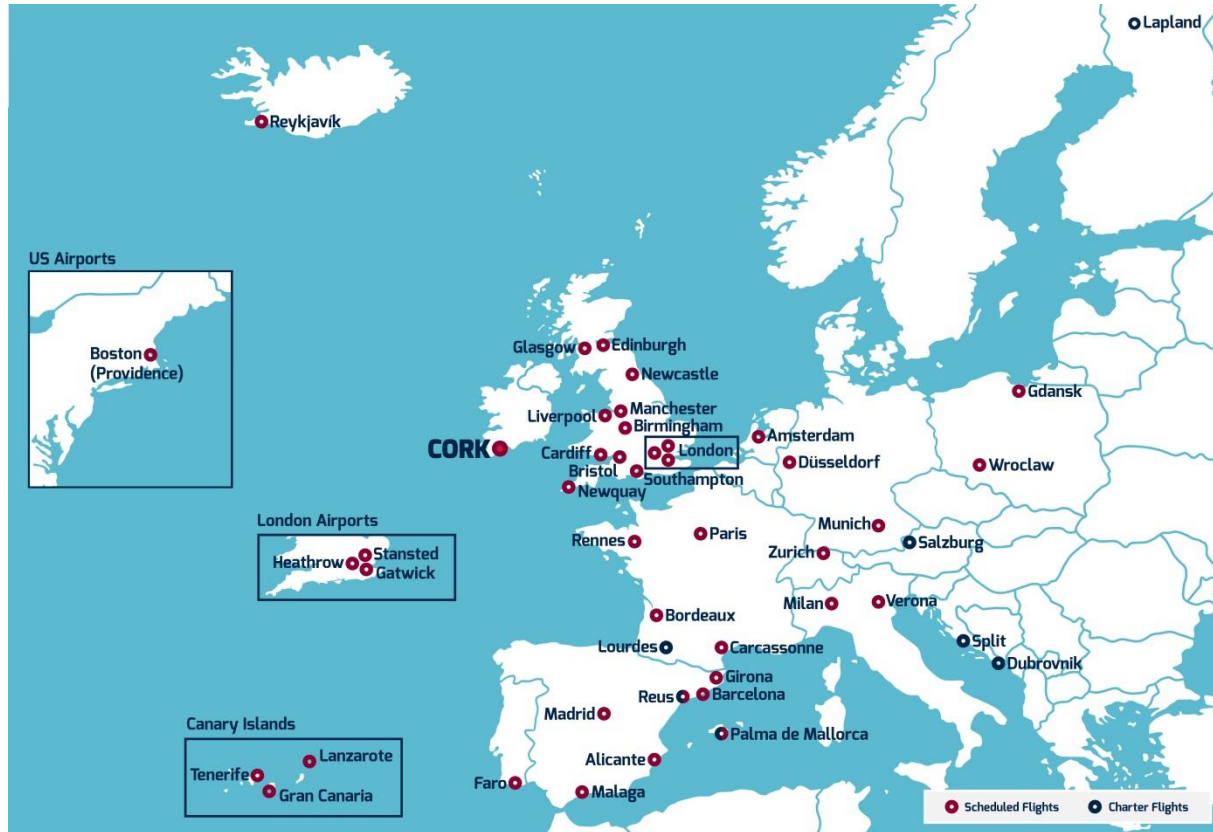 Lapland
Reykjavík
US Airports
Boston
(Providence)
Glasgow
Edinburgh
Newcastle
Gdansk
Liverpool
Manchester
Birmingham
CORK
Cardiff
London
Amsterdam
Bristol
Southampton
Düsseldorf
Wroclaw
Newquay
London Airports
Stansted
Heathrow
Gatwick
Rennes
Paris
Munich
Salzburg
Zurich
Bordeaux
Milan
Verona
Lourdes
Carcassonne
Split
Dubrovnik
Girona
Reus
Barcelona
Madrid
Palma de Mallorca
Canary Islands
Lanzarote
Tenerife
Gran Canaria
Alicante
Faro
Malaga
Scheduled Flights
Charter Flights